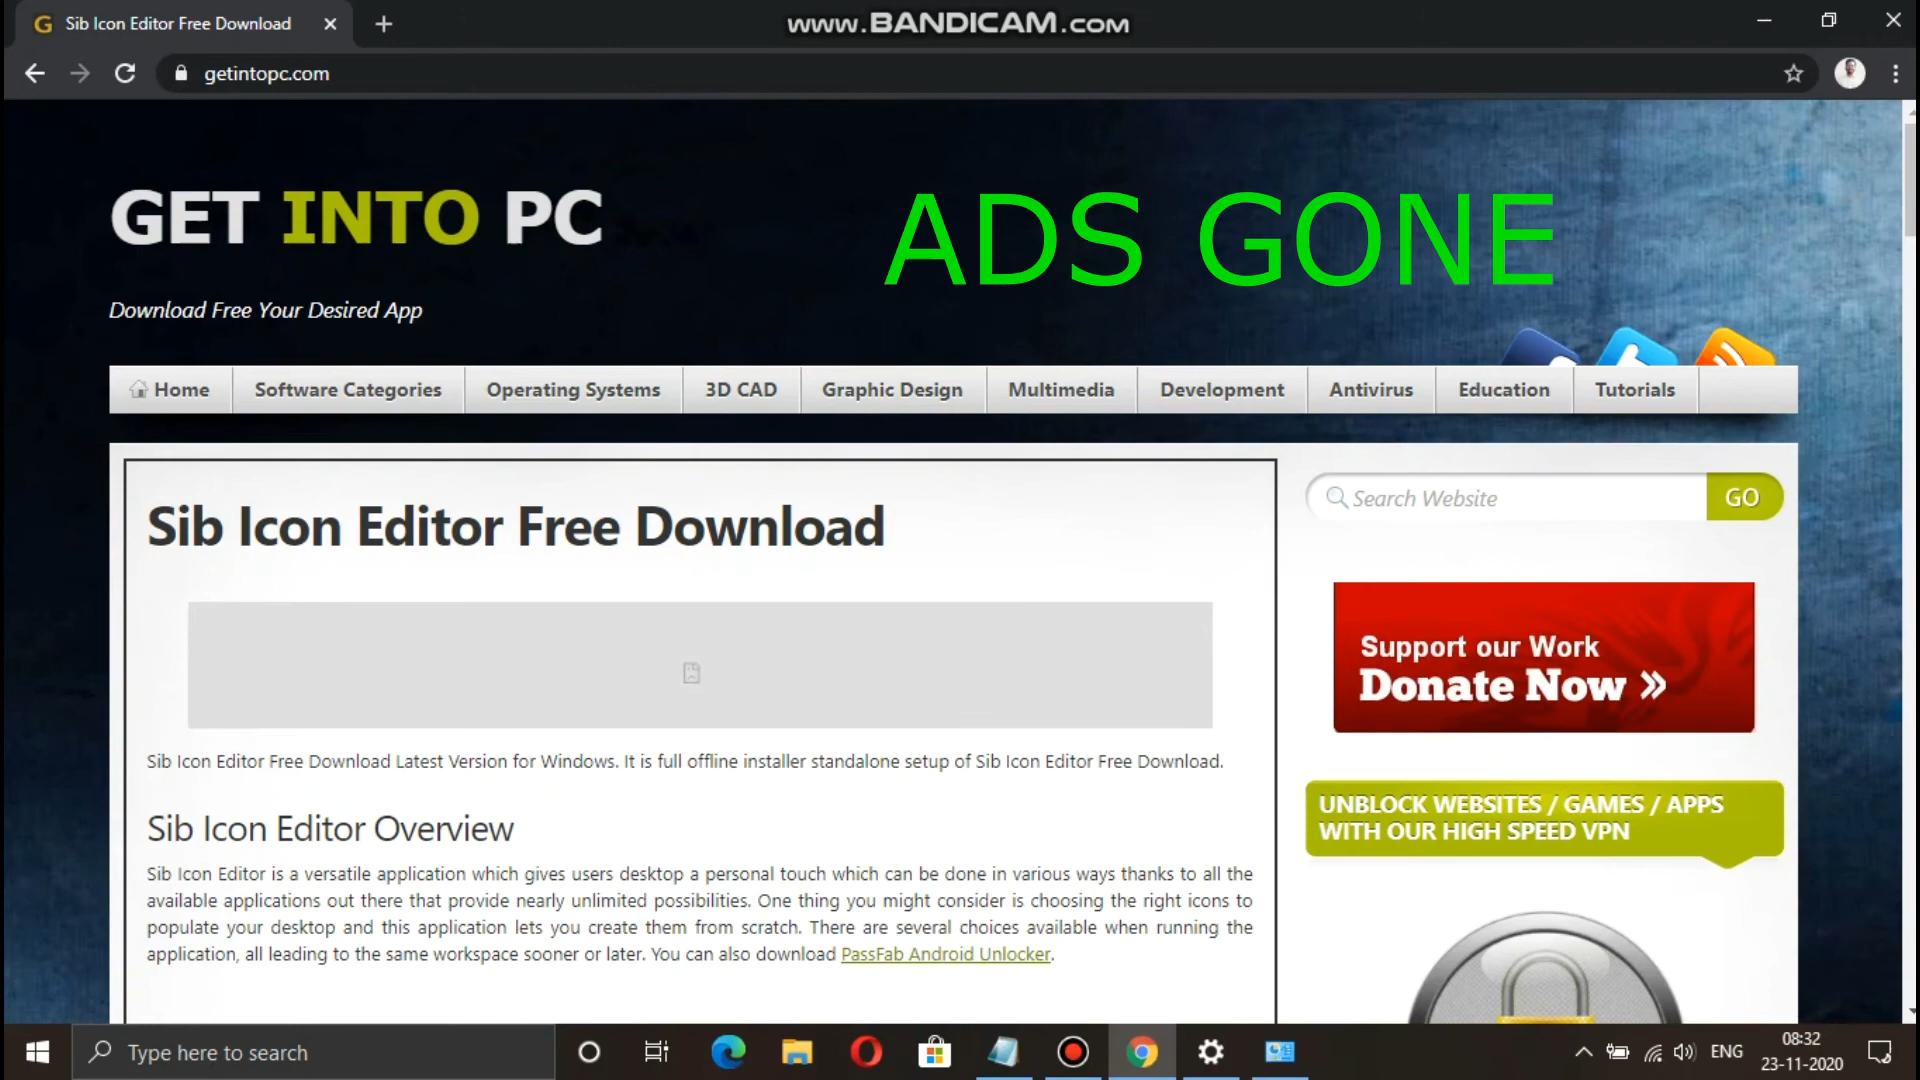 Sib Icon Editor Free Download
www.BANDICAM.com
getintopc.com
GET INTO PC
ADS GONE
Download Free Your Desired App
Home
Software Categories
Operating Systems
3D CAD
Graphic Design
Multimedia
Development
Antivirus
Education
Tutorials
Sib Icon Editor Free Download
Search Website
GO
Support our Work
Donate Now »
Sib Icon Editor Free Download Latest Version for Windows. It is full offline installer standalone setup of Sib Icon Editor Free Download.
UNBLOCK WEBSITES / GAMES / APPS
WITH OUR HIGH SPEED VPN
Sib Icon Editor Overview
Sib Icon Editor is a versatile application which gives users desktop a personal touch which can be done in various ways thanks to all the
available applications out there that provide nearly unlimited possibilities. One thing you might consider is choosing the right icons to
populate your desktop and this application lets you create them from scratch. There are several choices available when running the
application, all leading to the same workspace sooner or later. You can also download PassFab Android Unlocker.
Type here to search
ENG
08:32
23-11-2020